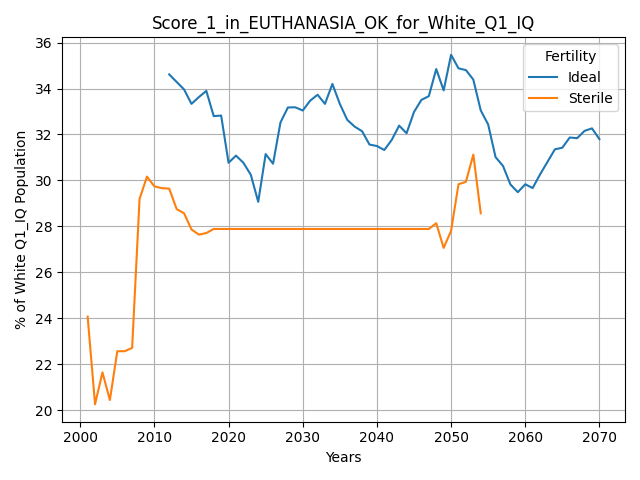 Score_1_in_EUTHANASIA_OK_for_White_Q1_IQ
% of White Q1_IQ Population
36
34
32
30
28
26
24
22
20
Fertility
Ideal
Sterile
2000 2010 2020 2030 2040 2050 2060 2070
Years